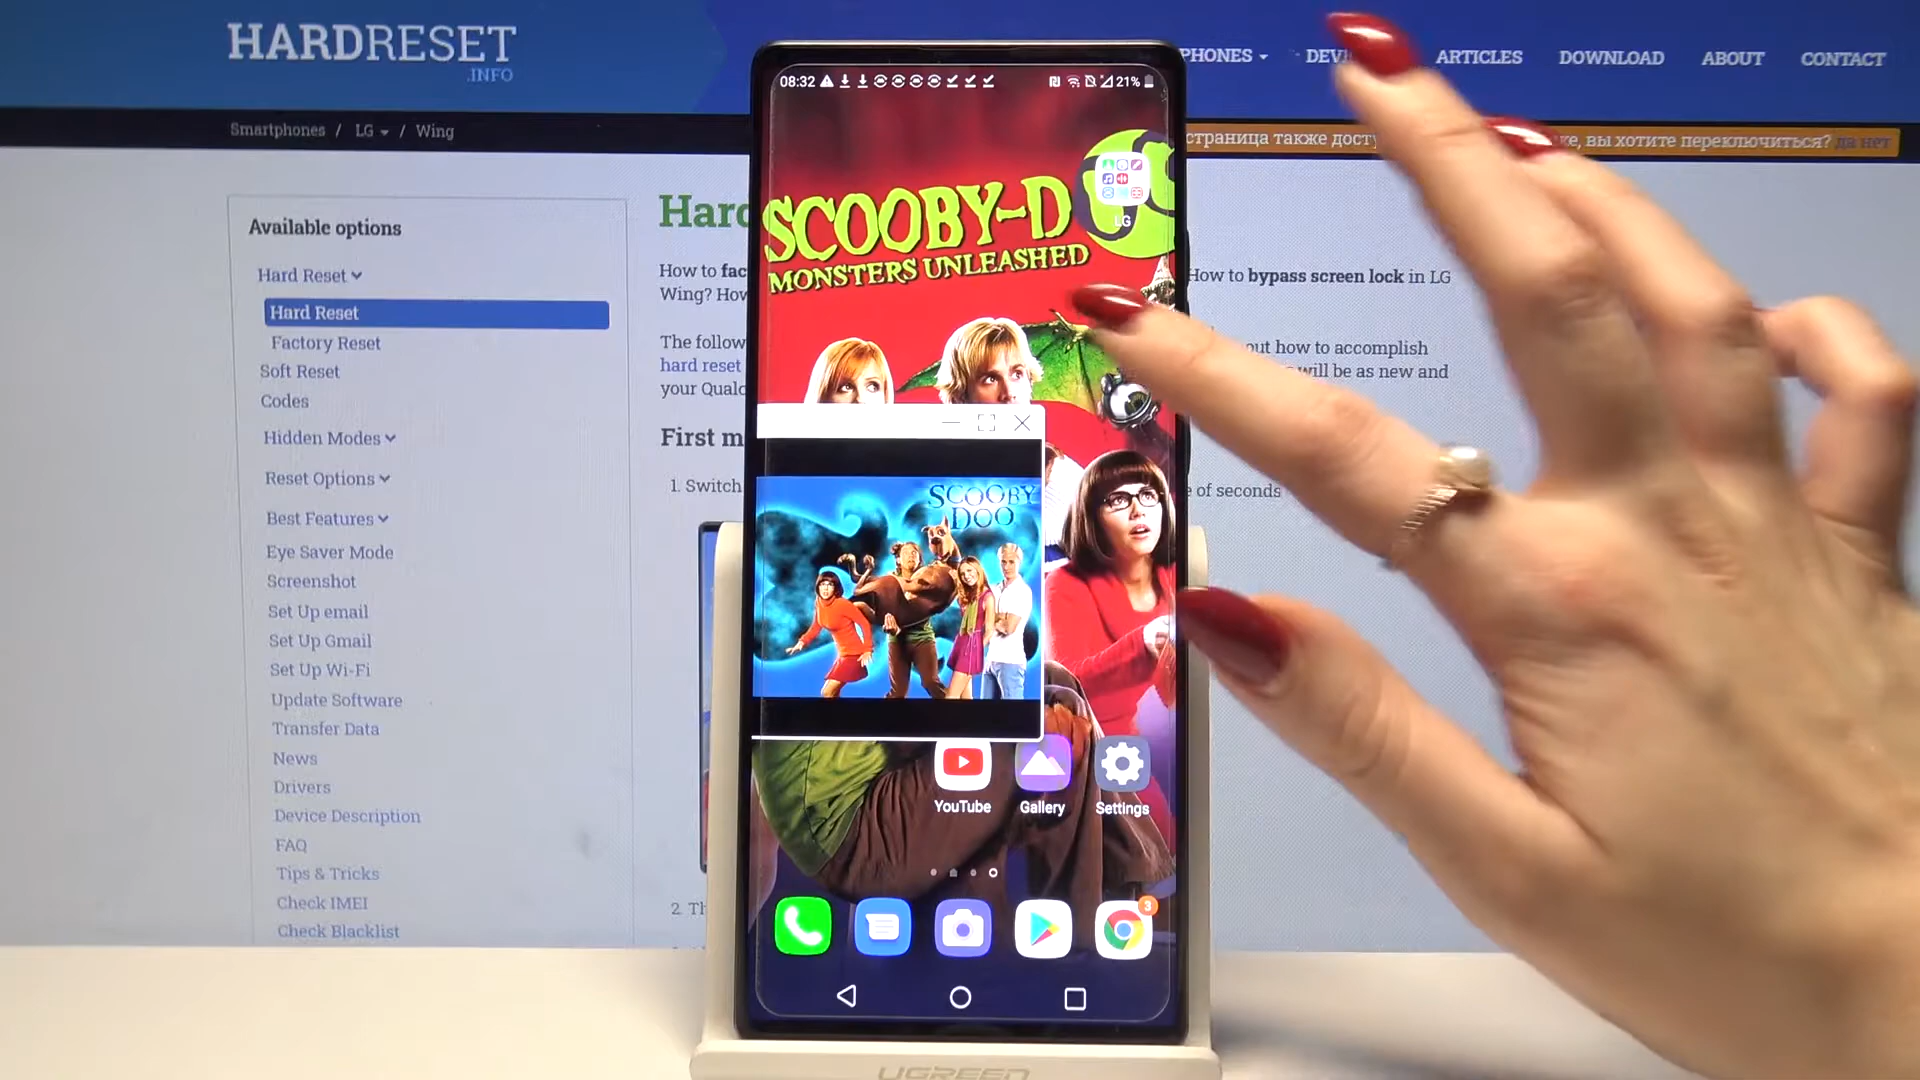 HARDRESET
.INFO
PHONES
ARTICLES
DOWNLOAD
ABOUT
CONTACT
Smartphones / LG / Wing
страница также
вы хотите переключиться? да нет
Available options
Hard Reset
Hard Reset
Factory Reset
Soft Reset
Codes
Hidden Modes
Reset Options
Best Features
Eye Saver Mode
Screenshot
Set Up email
Set Up Gmail
Set Up Wi-Fi
Update Software
Transfer Data
News
Drivers
Device Description
FAQ
Tips & Tricks
Check IMEI
Check Blacklist
How to
How to bypass screen lock in LG
Wing?
The
out how to accomplish
hard reset
will be as new and
your
First
1. Switch
of seconds
2.
08:32
21%
SCOOBY-D
MONSTERS UNLEASHED
LG
SCOOBY
DOO
YouTube
Gallery
Settings
3
UGREEN